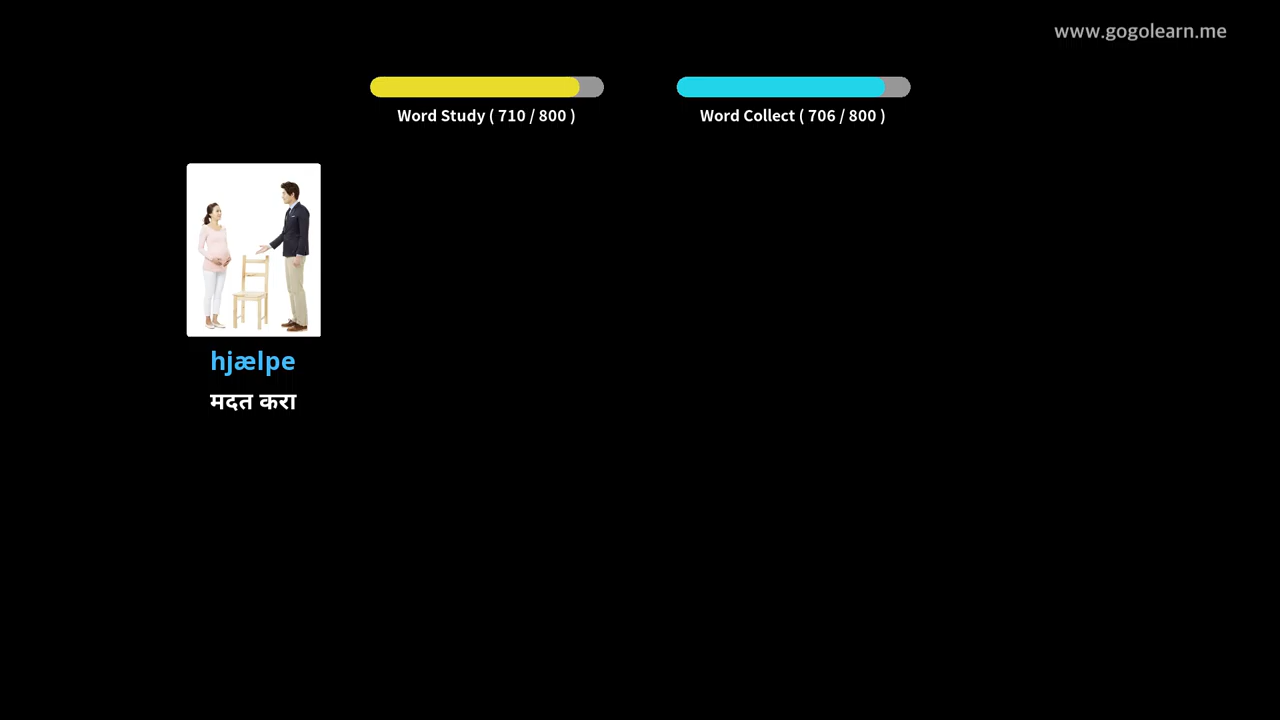 www.gogolearn.me
Word Study ( 710 / 800 )
Word Collect ( 706 / 800 )
hjælpe
मदत करा